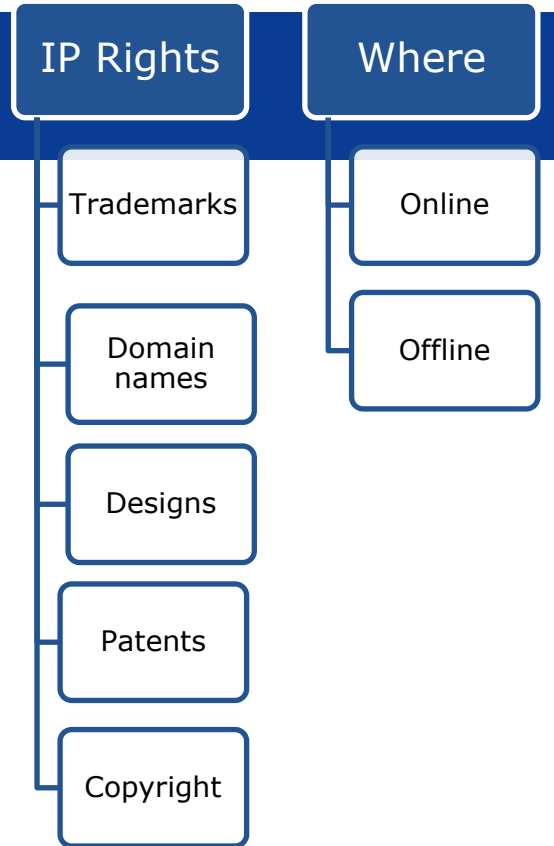 IP Rights
Trademarks
Domain
names
Designs
Patents
Copyright
Where
Online
Offline